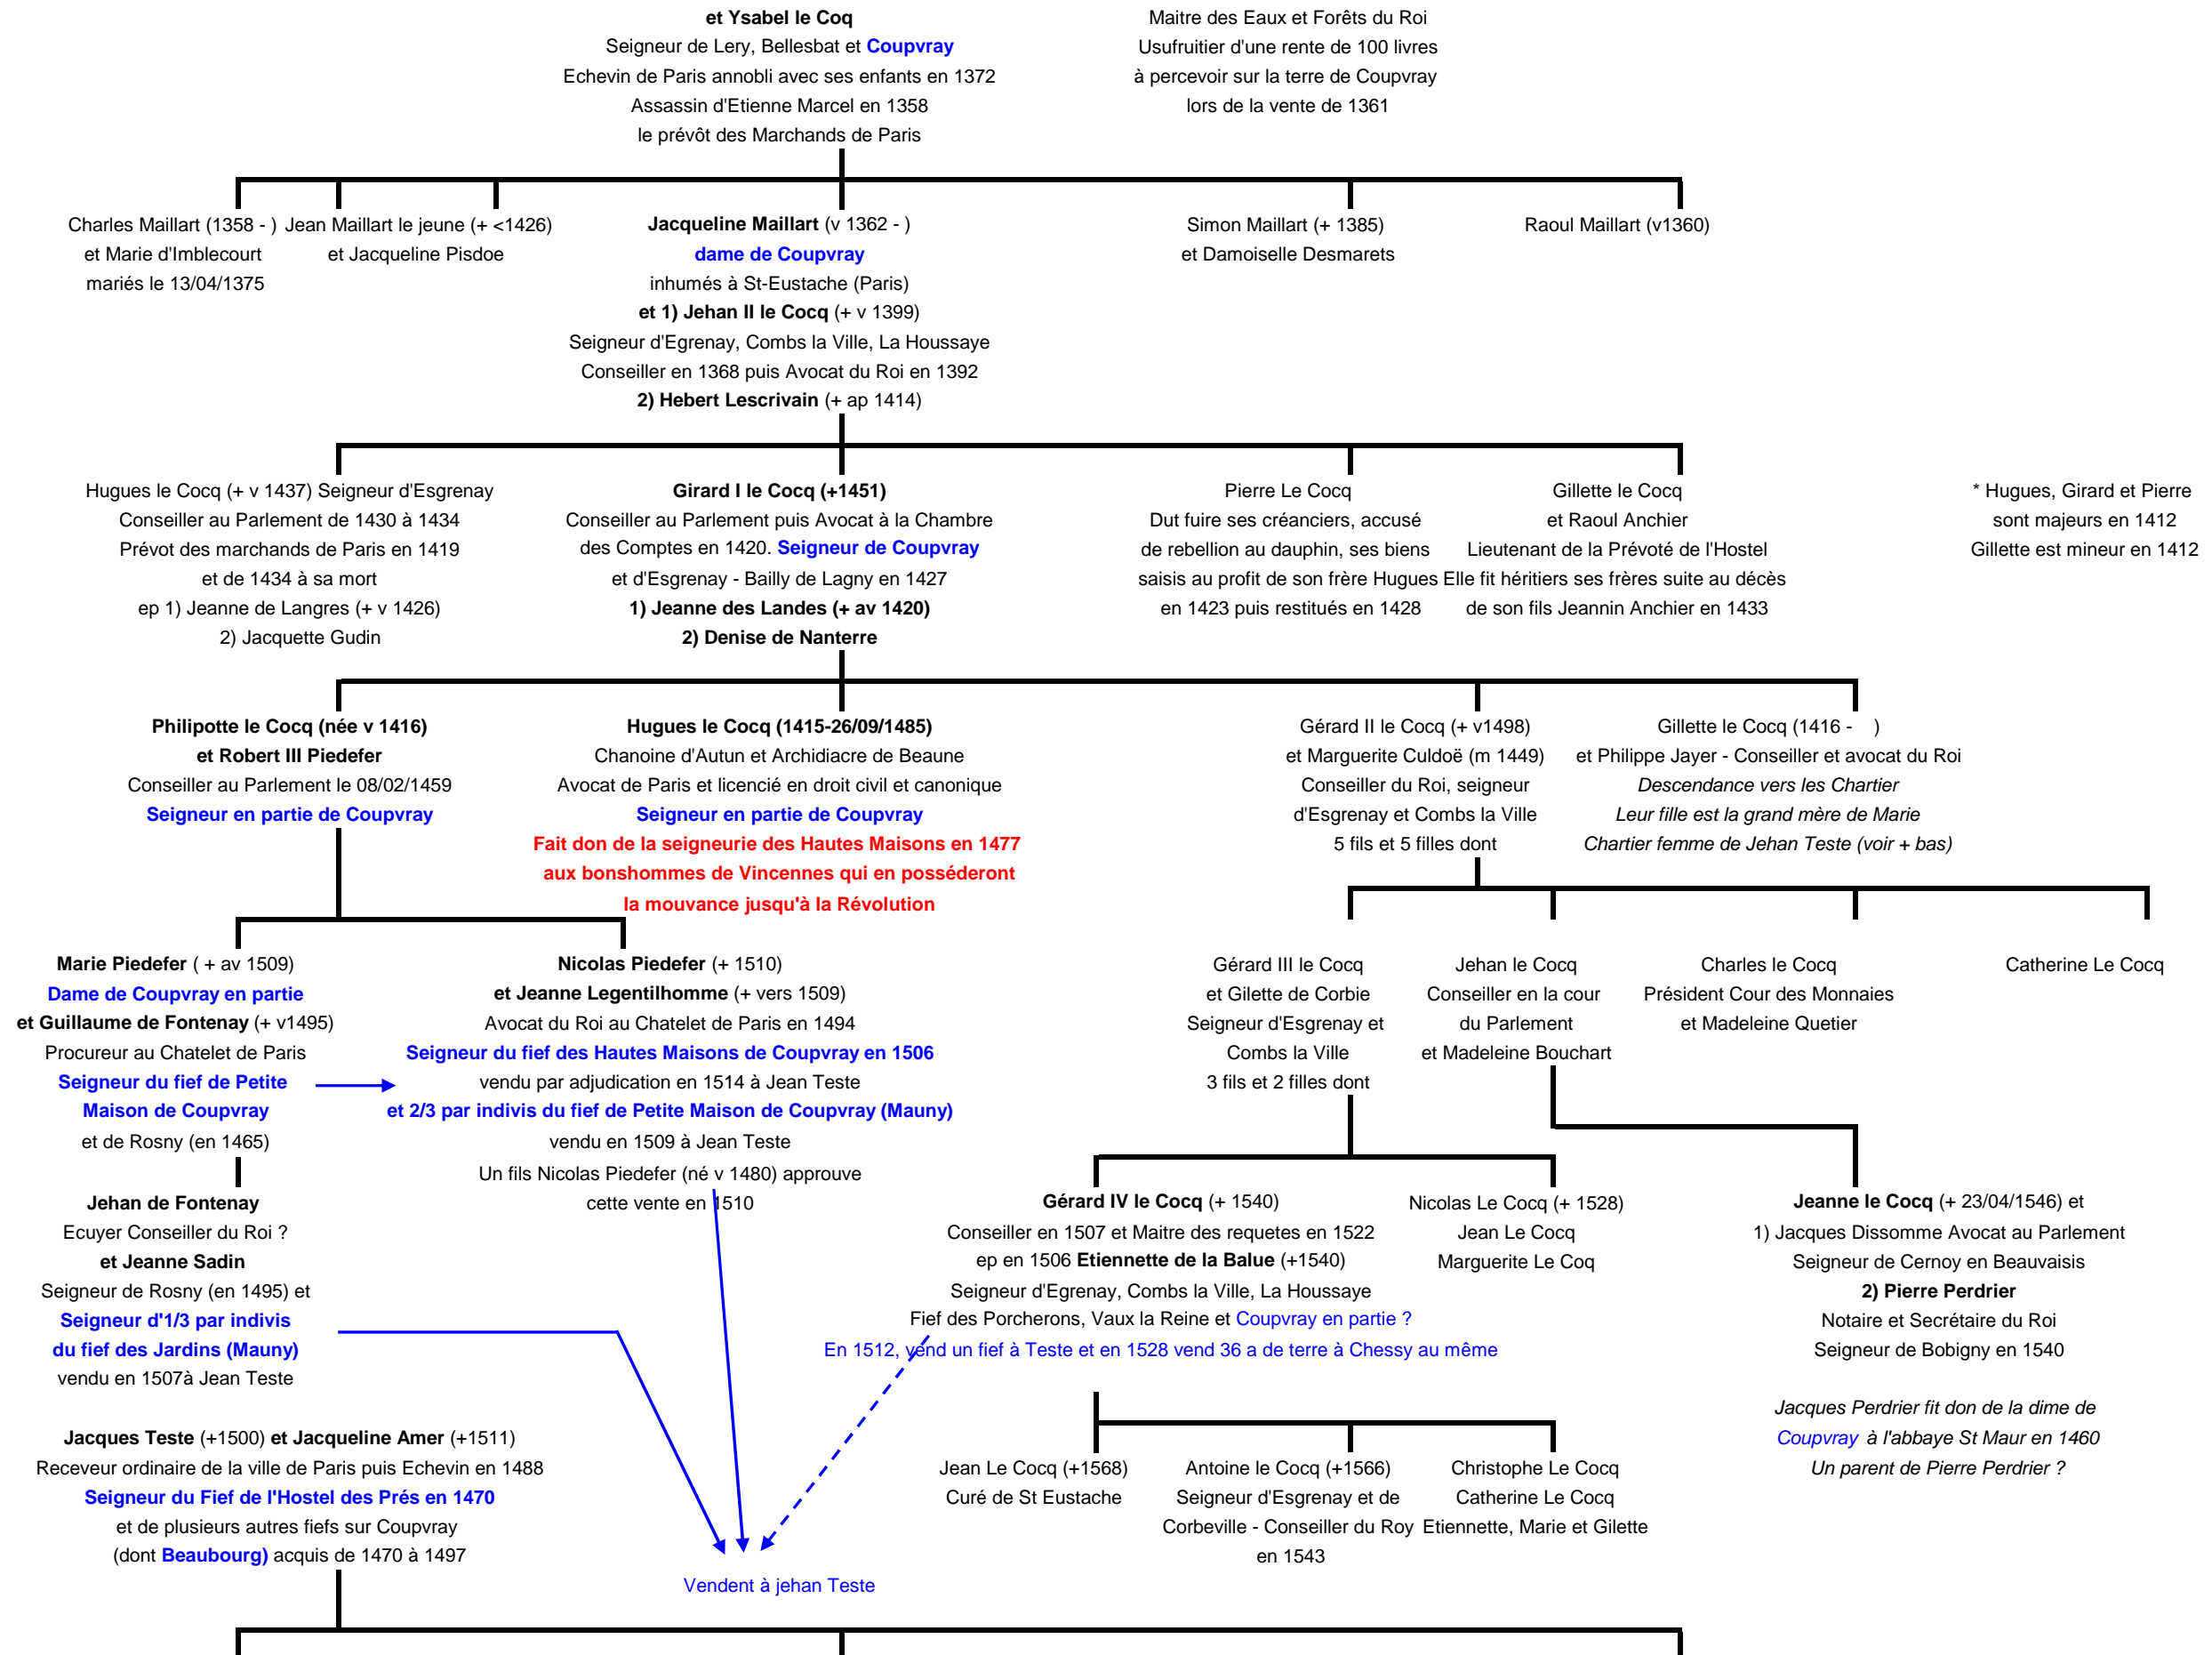 et Ysabel le Coq
Seigneur de Lery, Bellesbat et Coupvray
Echevin de Paris annobli avec ses enfants en 1372
Assassin d'Etienne Marcel en 1358
le prévôt des Marchands de Paris
Maitre des Eaux et Forêts du Roi
Usufruitier d'une rente de 100 livres
à percevoir sur la terre de Coupvray
lors de la vente de 1361
Charles Maillart (1358 - )
et Marie d'Imblecourt
mariés le 13/04/1375
Jean Maillart le jeune (+ <1426)
et Jacqueline Pisdoe
Jacqueline Maillart (v 1362 - )
dame de Coupvray
inhumés à St-Eustache (Paris)
et 1) Jehan II le Cocq (+ v 1399)
Seigneur d'Egrenay, Combs la Ville, La Houssaye
Conseiller en 1368 puis Avocat du Roi en 1392
2) Hebert Lescrivain (+ ap 1414)
Simon Maillart (+ 1385)
et Damoiselle Desmarets
Raoul Maillart (v1360)
Hugues le Cocq (+ v 1437) Seigneur d'Esgrenay
Conseiller au Parlement de 1430 à 1434
Prévot des marchands de Paris en 1419
et de 1434 à sa mort
ep 1) Jeanne de Langres (+ v 1426)
2) Jacquette Gudin
Girard I le Cocq (+1451)
Conseiller au Parlement puis Avocat à la Chambre
des Comptes en 1420. Seigneur de Coupvray
et d'Esgrenay - Bailly de Lagny en 1427
1) Jeanne des Landes (+ av 1420)
2) Denise de Nanterre
Pierre Le Cocq
Dut fuire ses créanciers, accusé
de rebellion au dauphin, ses biens
saisis au profit de son frère Hugues
en 1423 puis restitués en 1428
Gillette le Cocq
et Raoul Anchier
Lieutenant de la Prévoté de l'Hostel
Elle fit héritiers ses frères suite au décès
de son fils Jeannin Anchier en 1433
* Hugues, Girard et Pierre
sont majeurs en 1412
Gillette est mineur en 1412
Philipotte le Cocq (née v 1416)
et Robert III Piedefer
Conseiller au Parlement le 08/02/1459
Seigneur en partie de Coupvray
Hugues le Cocq (1415-26/09/1485)
Chanoine d'Autun et Archidiacre de Beaune
Avocat de Paris et licencié en droit civil et canonique
Seigneur en partie de Coupvray
Fait don de la seigneurie des Hautes Maisons en 1477
aux bonshommes de Vincennes qui en posséderont
la mouvance jusqu'à la Révolution
Gérard II le Cocq (+ v1498)
et Marguerite Culdoë (m 1449)
Conseiller du Roi, seigneur
d'Esgrenay et Combs la Ville
5 fils et 5 filles dont
Gillette le Cocq (1416 - )
et Philippe Jayer - Conseiller et avocat du Roi
Descendance vers les Chartier
Leur fille est la grand mère de Marie
Chartier femme de Jehan Teste (voir + bas)
Marie Piedefer ( + av 1509)
Dame de Coupvray en partie
et Guillaume de Fontenay (+ v1495)
Procureur au Chatelet de Paris
Seigneur du fief de Petite
Maison de Coupvray
et de Rosny (en 1465)
Nicolas Piedefer (+ 1510)
et Jeanne Legentilhomme (+ vers 1509)
Avocat du Roi au Chatelet de Paris en 1494
Seigneur du fief des Hautes Maisons de Coupvray en 1506
vendu par adjudication en 1514 à Jean Teste
et 2/3 par indivis du fief de Petite Maison de Coupvray (Mauny)
vendu en 1509 à Jean Teste
Un fils Nicolas Piedefer (né v 1480) approuve
cette vente en 1510
Gérard III le Cocq
et Gilette de Corbie
Seigneur d'Esgrenay et
Combs la Ville
3 fils et 2 filles dont
Jehan le Cocq
Conseiller en la cour
du Parlement
et Madeleine Bouchart
Charles le Cocq
Président Cour des Monnaies
et Madeleine Quetier
Catherine Le Cocq
Jehan de Fontenay
Ecuyer Conseiller du Roi ?
et Jeanne Sadin
Seigneur de Rosny (en 1495) et
Seigneur d'1/3 par indivis
du fief des Jardins (Mauny)
vendu en 1507à Jean Teste
Gérard IV le Cocq (+ 1540)
Conseiller en 1507 et Maitre des requetes en 1522
ep en 1506 Etiennette de la Balue (+1540)
Seigneur d'Egrenay, Combs la Ville, La Houssaye
Fief des Porcherons, Vaux la Reine et Coupvray en partie ?
En 1512, vend un fief à Teste et en 1528 vend 36 a de terre à Chessy au même
Nicolas Le Cocq (+ 1528)
Jean Le Cocq
Marguerite Le Coq
Jeanne le Cocq (+ 23/04/1546) et
1) Jacques Dissomme Avocat au Parlement
Seigneur de Cernoy en Beauvaisis
2) Pierre Perdrier
Notaire et Secrétaire du Roi
Seigneur de Bobigny en 1540
Jacques Perdrier fit don de la dime de
Coupvray à l'abbaye St Maur en 1460
Un parent de Pierre Perdrier ?
Jacques Teste (+1500) et Jacqueline Amer (+1511)
Receveur ordinaire de la ville de Paris puis Echevin en 1488
Seigneur du Fief de l'Hostel des Prés en 1470
et de plusieurs autres fiefs sur Coupvray
(dont Beaubourg) acquis de 1470 à 1497
Jean Le Cocq (+1568)
Curé de St Eustache
Antoine le Cocq (+1566)
Seigneur d'Esgrenay et de
Corbeville - Conseiller du Roy
en 1543
Christophe Le Cocq
Catherine Le Cocq
Etiennette, Marie et Gilette
Vendent à jehan Teste